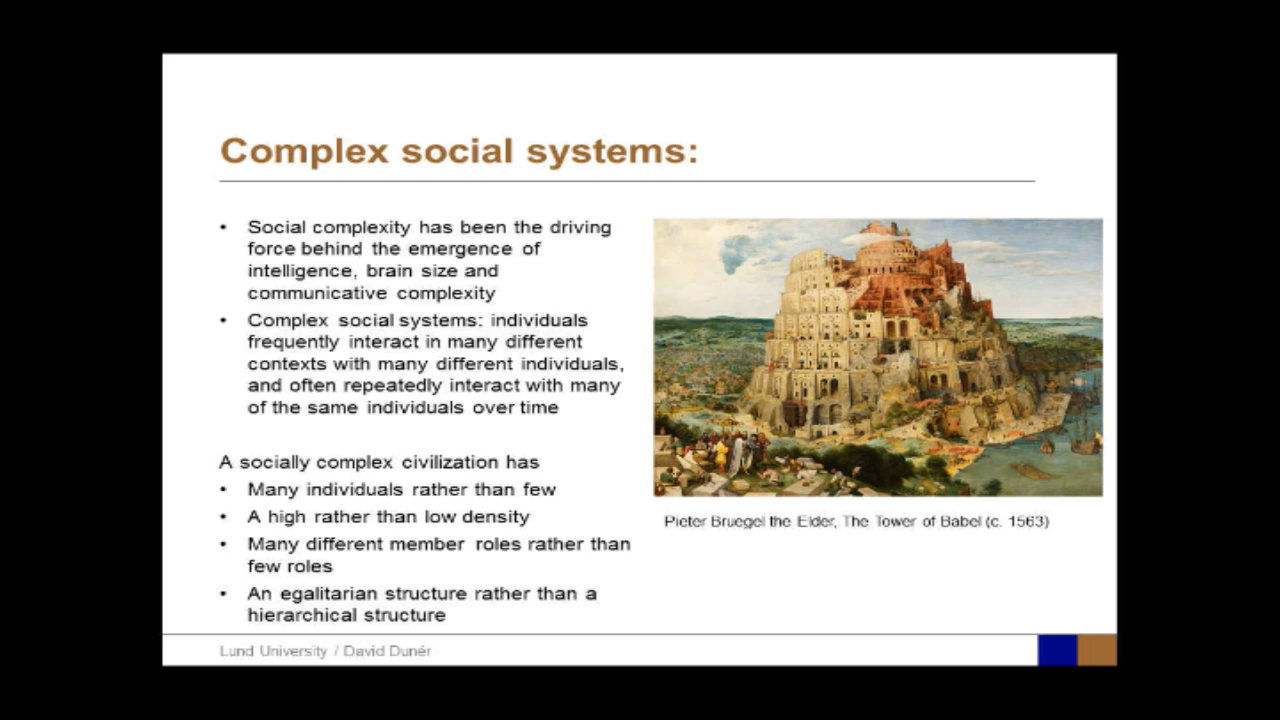 Complex social systems:
• Social complexity has been the driving
force behind the emergence of
intelligence, brain size and
communicative complexity
• Complex social systems: individuals
frequently interact in many different
contexts with many different individuals,
and often repeatedly interact with many
of the same individuals over time
A socially complex civilization has
• Many individuals rather than few
• A high rather than low density
• Many different member roles rather than
few roles
• An egalitarian structure rather than a
hierarchical structure
Pieter Bruegel the Elder, The Tower of Babel (c. 1563)
Lund University / David Dunér